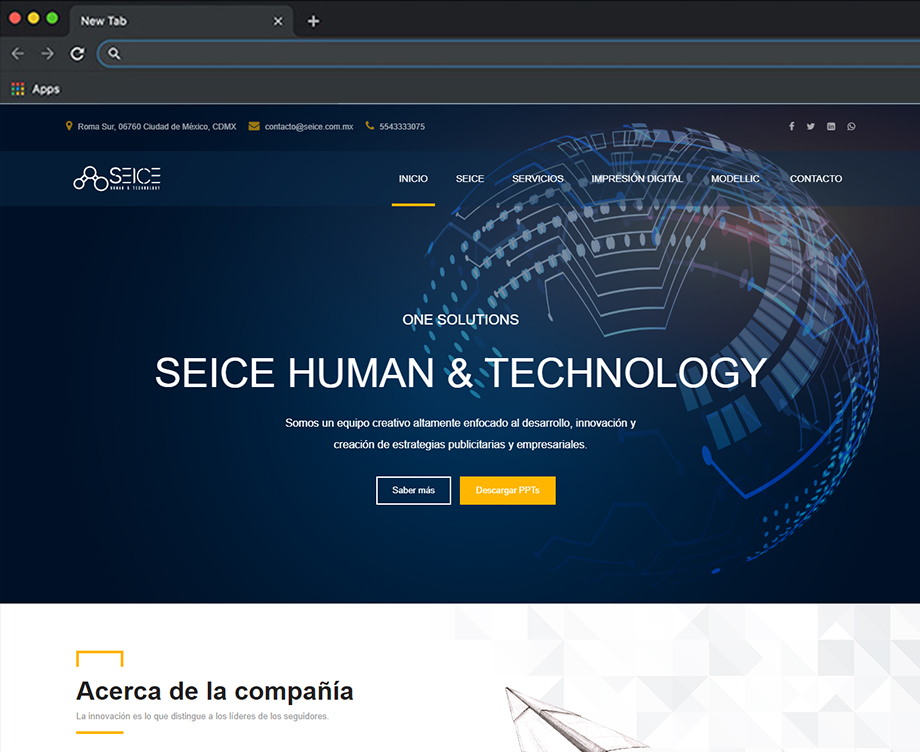 New Tab
Apps
Roma Sur, 06760 Ciudad de México, CDMX contacto@seice.com.mx 5543333075
SEICE
HUMAN & TECHNOLOGY
INICIO SEICE SERVICIOS IMPRESIÓN DIGITAL MODELLIC CONTACTO
ONE SOLUTIONS
SEICE HUMAN & TECHNOLOGY
Somos un equipo creativo altamente enfocado al desarrollo, innovación y
creación de estrategias publicitarias y empresariales.
Saber más Descargar PPTs
Acerca de la compañía
La innovación es lo que distingue a los líderes de los seguidores.